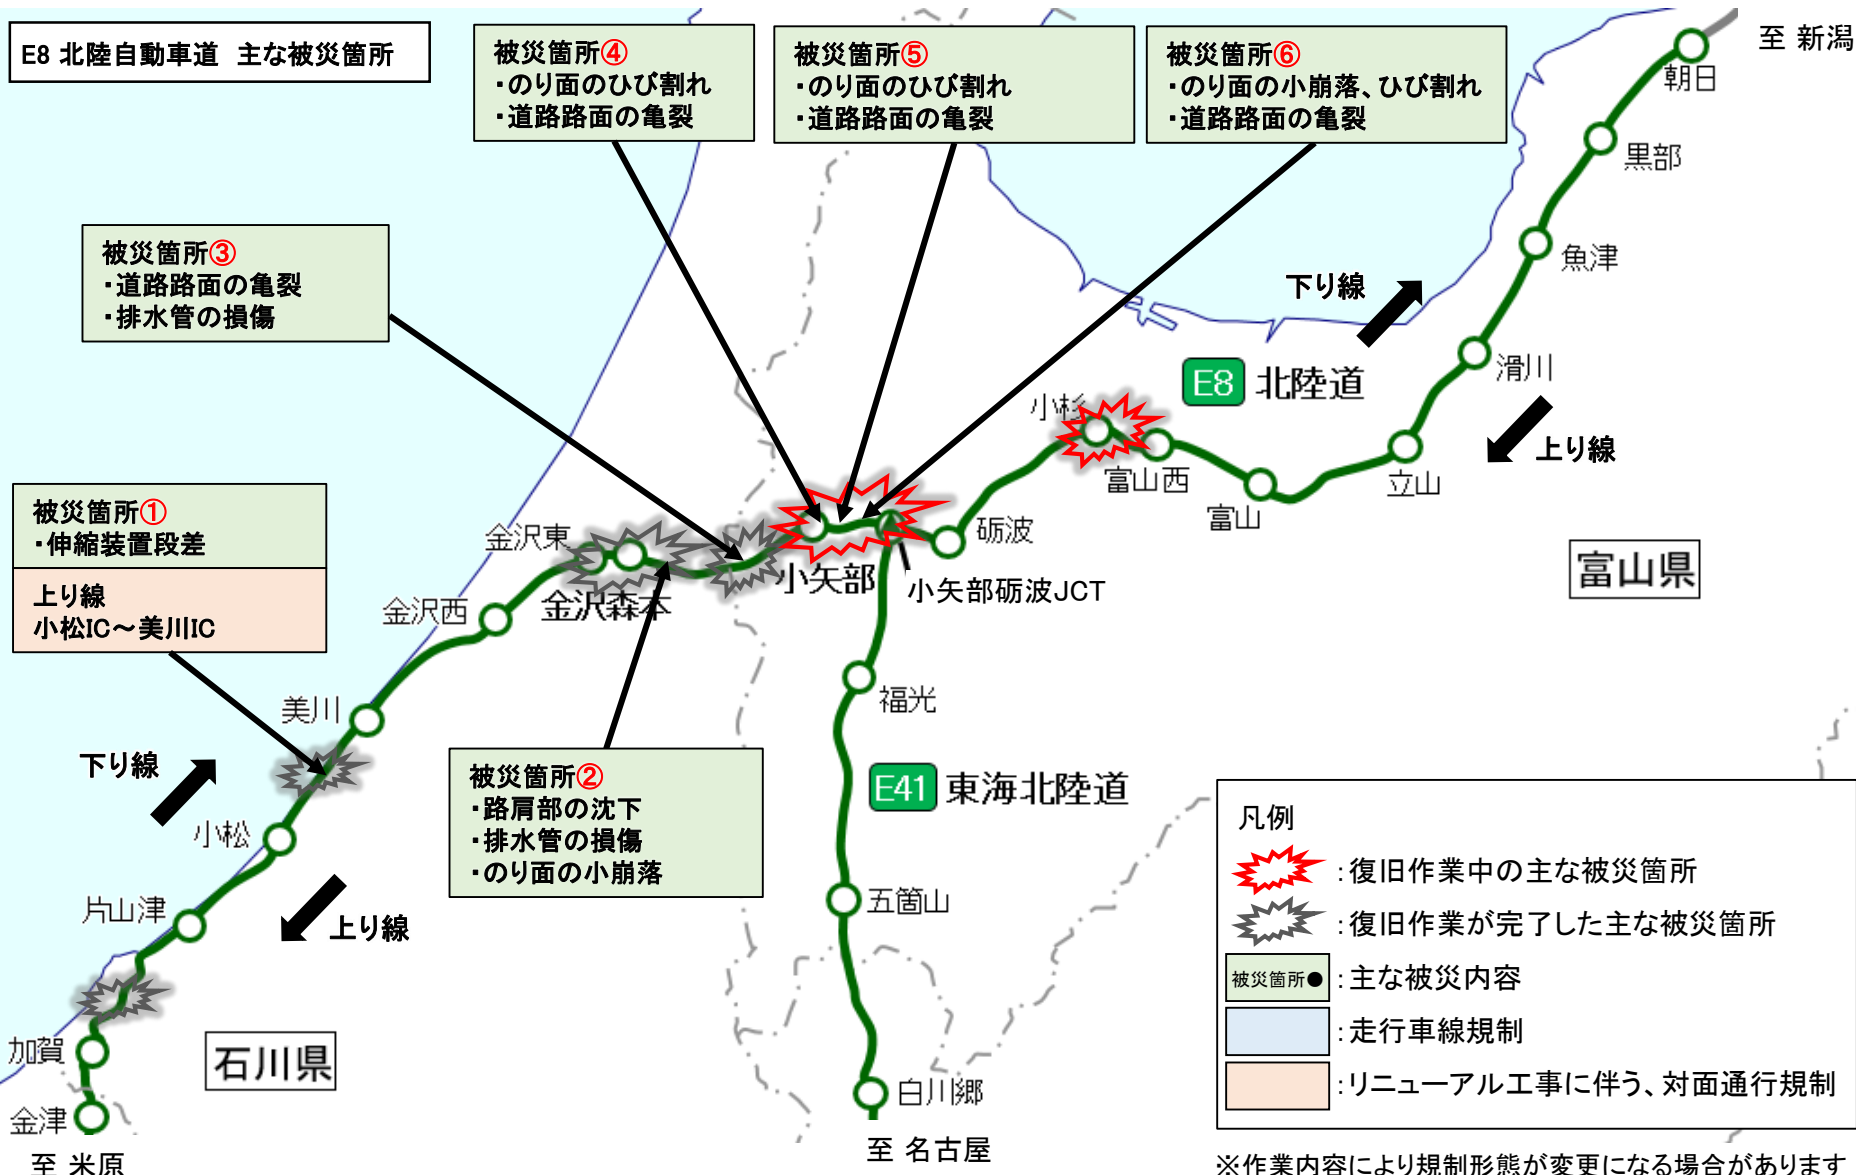 E8 北陸自動車道 主な被災箇所
被災箇所④
・のり面のひび割れ
・道路路面の亀裂
被災箇所⑤
・のり面のひび割れ
・道路路面の亀裂
被災箇所⑥
・のり面の小崩落、ひび割れ
・道路路面の亀裂
至 新潟
朝日
黒部
魚津
滑川
立山
富山
富山西
小杉
砺波
小矢部砺波JCT
小矢部
金沢森本
金沢東
金沢西
美川
小松
片山津
加賀
金津
至 米原
被災箇所③
・道路路面の亀裂
・排水管の損傷
下り線
E8 北陸道
上り線
富山県
被災箇所①
・伸縮装置段差
上り線
小松IC～美川IC
下り線
上り線
石川県
被災箇所②
・路肩部の沈下
・排水管の損傷
・のり面の小崩落
福光
E41 東海北陸道
五箇山
白川郷
至 名古屋
凡例
：復旧作業中の主な被災箇所
：復旧作業が完了した主な被災箇所
被災箇所●：主な被災内容
：走行車線規制
：リニューアル工事に伴う、対面通行規制
※作業内容により規制形態が変更になる場合があります